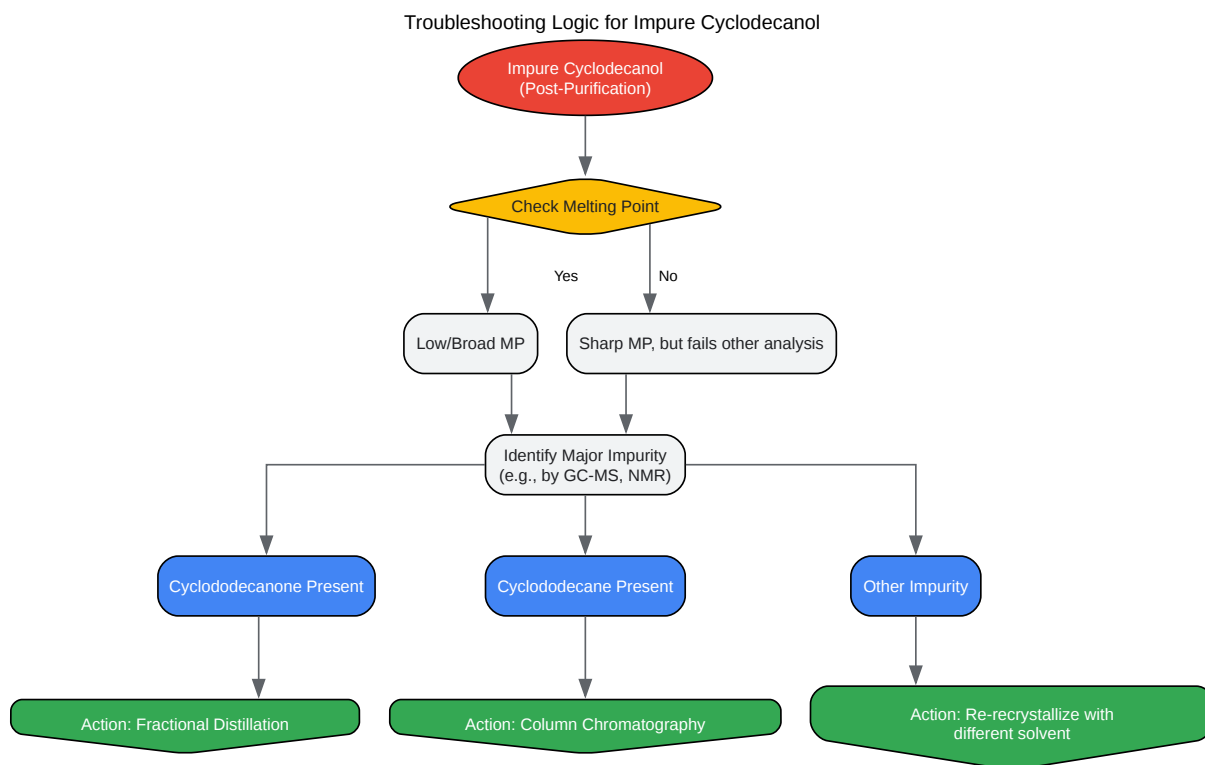 Troubleshooting Logic for Impure Cyclodecanol
Impure Cyclodecanol
(Post-Purification)
Check Melting Point
Yes
No
Low/Broad MP
Sharp MP, but fails other analysis
Identify Major Impurity
(e.g., by GC-MS, NMR)
Cyclododecanone Present
Cyclododecane Present
Other Impurity
Action: Fractional Distillation
Action: Column Chromatography
Action: Re-recrystallize with
different solvent